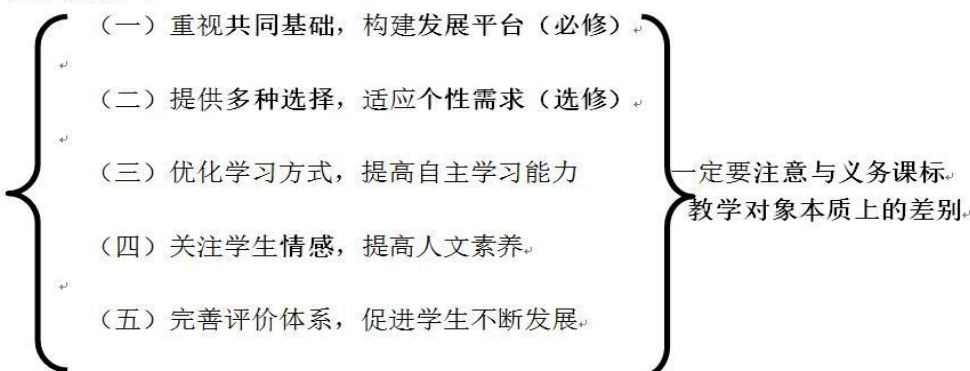 （一）重视共同基础，构建发展平台（必修）
（二）提供多种选择，适应个性需求（选修）
（三）优化学习方式，提高自主学习能力
（四）关注学生情感，提高人文素养
（五）完善评价体系，促进学生不断发展
一定要注意与义务课标
教学对象本质上的差别